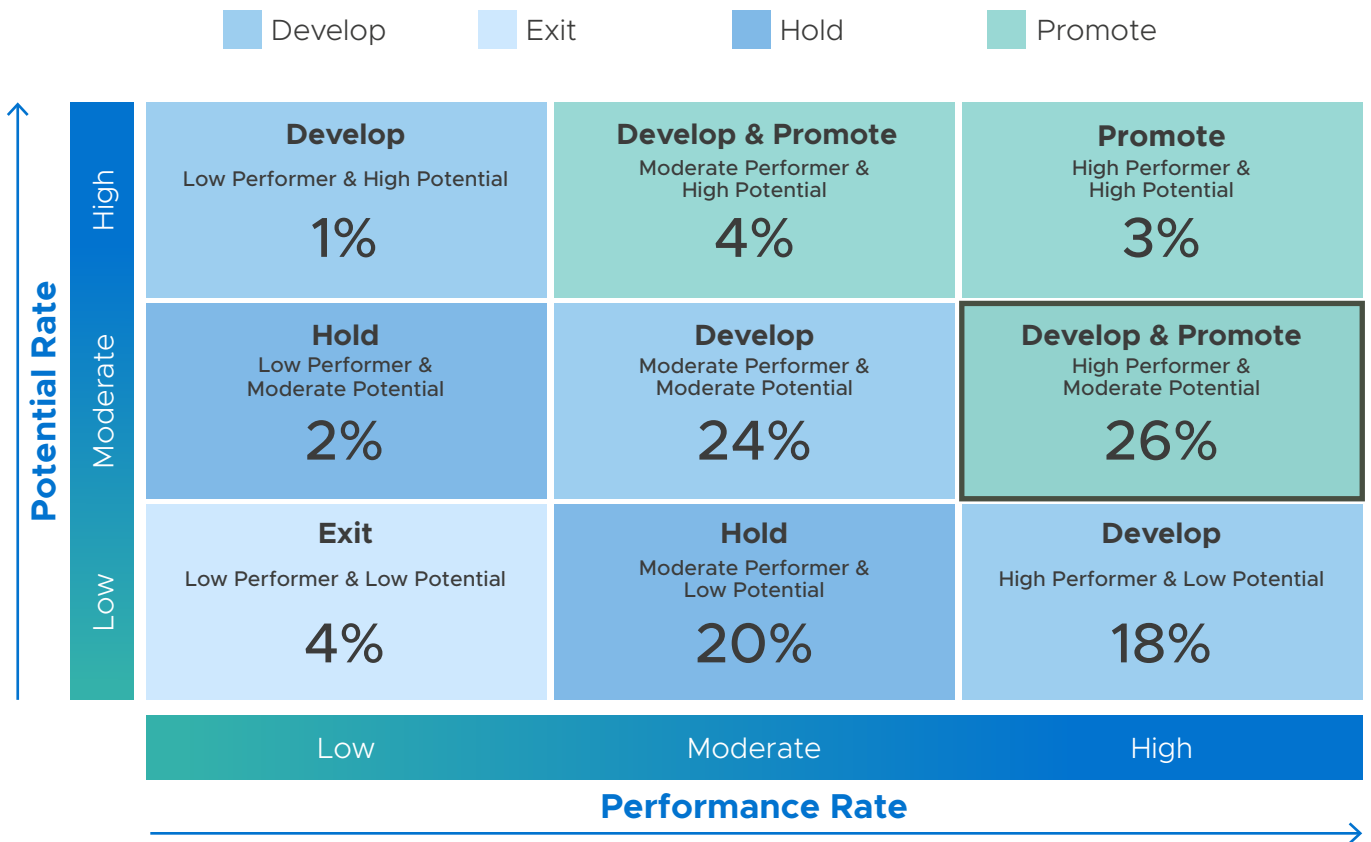 Develop
Exit
Hold
Promote
Potential Rate
High
Moderate
Low
Develop
Low Performer & High Potential
1%
Develop & Promote
Moderate Performer &
High Potential
4%
Promote
High Performer &
High Potential
3%
Hold
Low Performer &
Moderate Potential
2%
Develop
Moderate Performer &
Moderate Potential
24%
Develop & Promote
High Performer &
Moderate Potential
26%
Exit
Low Performer & Low Potential
4%
Hold
Moderate Performer &
Low Potential
20%
Develop
High Performer & Low Potential
18%
Low
Moderate
High
Performance Rate